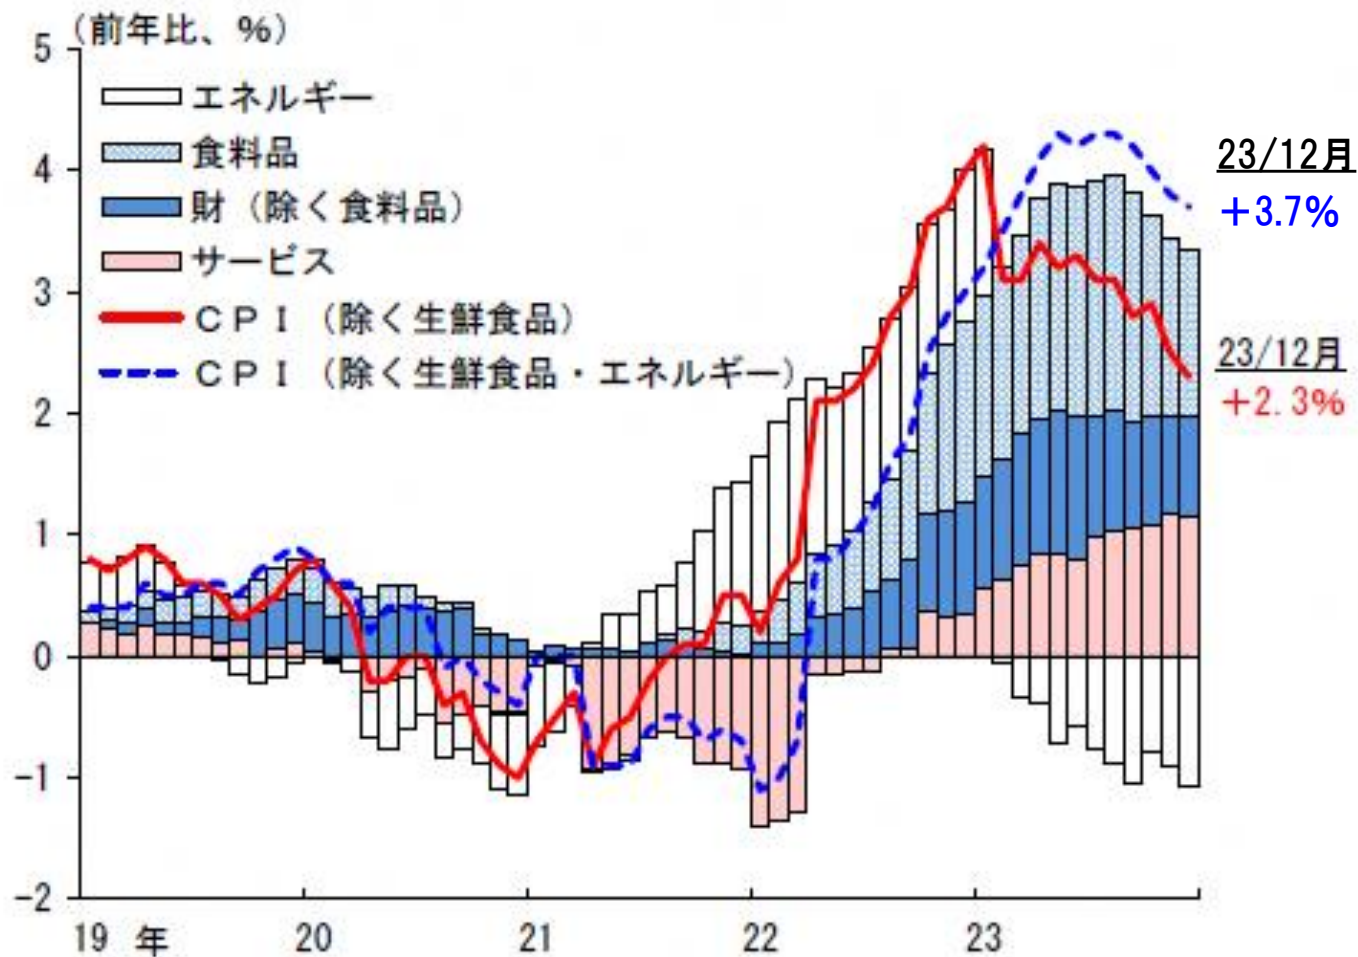 （前年比、%）
5
4
3
2
1
0
-1
-2
エネルギー
食料品
財（除く食料品）
サービス
ＣＰＩ（除く生鮮食品）
ＣＰＩ（除く生鮮食品・エネルギー）
23/12月
＋3.7%
23/12月
＋2.3%
19 年 20 21 22 23